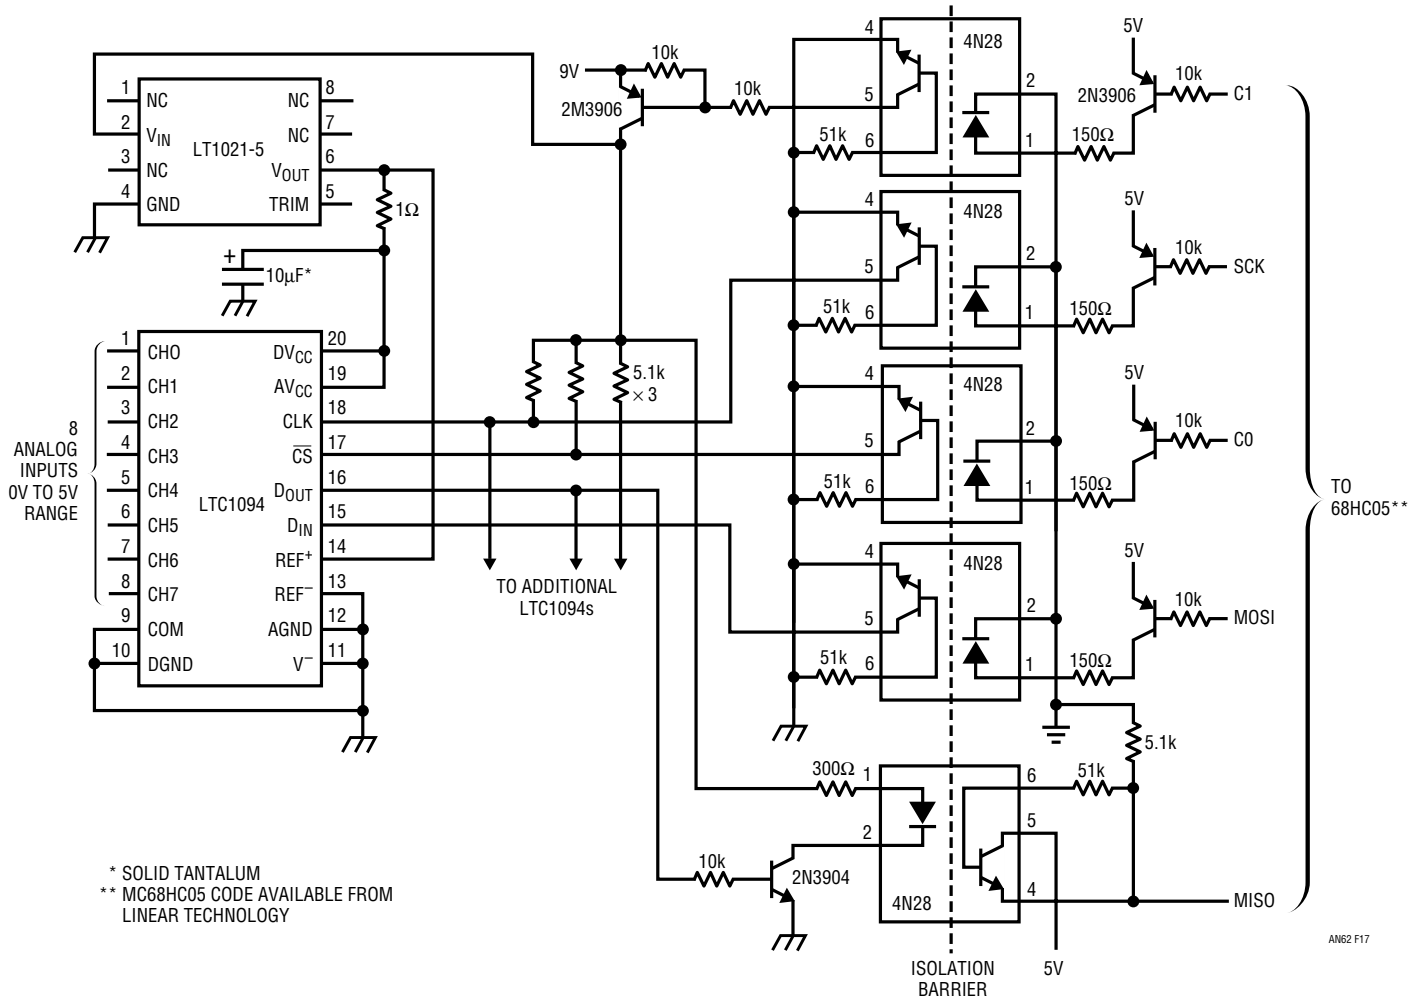 1 NC
2 VIN
3 NC
4 GND
LT1021-5
NC 8
NC 7
VOUT 6
TRIM 5
1Ω
+
10µF*
9V
10k
2M3906
10k
5.1k
× 3
8
ANALOG
INPUTS
0V TO 5V
RANGE
1 CHO
2 CH1
3 CH2
4 CH3
5 CH4
6 CH5
7 CH6
8 CH7
9 COM
10 DGND
LTC1094
DVCC 20
AVCC 19
CLK 18
CS 17
DOUT 16
DIN 15
REF+ 14
REF– 13
AGND 12
V– 11
TO ADDITIONAL
LTC1094s
4
5
51k 6
4N28
2
1
5V
2N3906
10k
C1
150Ω
4
5
51k 6
4N28
2
1
5V
10k
SCK
150Ω
4
5
51k 6
4N28
2
1
5V
10k
C0
150Ω
4
5
51k 6
4N28
2
1
5V
10k
MOSI
150Ω
TO
68HC05**
5.1k
300Ω 1
2
10k
2N3904
4N28
6
51k
5
4
MISO
5V
ISOLATION
BARRIER
* SOLID TANTALUM
** MC68HC05 CODE AVAILABLE FROM
LINEAR TECHNOLOGY
AN62 F17